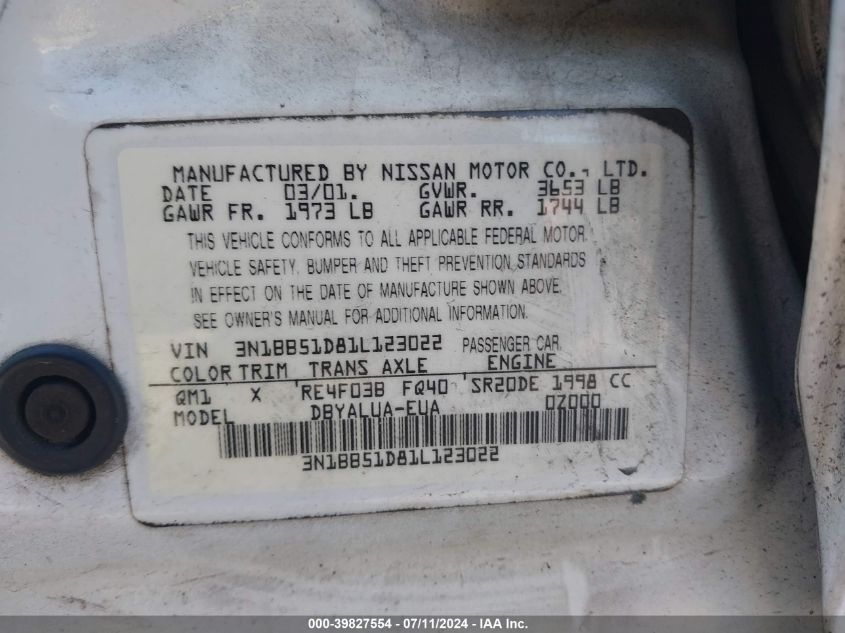 MANUFACTURED BY NISSAN MOTOR CO., LTD.
DATE 03/01. GVWR. 3653 LB
GAWR FR. 1973 LB GAWR RR. 1744 LB
THIS VEHICLE CONFORMS TO ALL APPLICABLE FEDERAL MOTOR
VEHICLE SAFETY, BUMPER AND THEFT PREVENTION STANDARDS
IN EFFECT ON THE DATE OF MANUFACTURE SHOWN ABOVE.
SEE OWNER'S MANUAL FOR ADDITIONAL INFORMATION.
VIN 3N1BB51D81L123022 PASSENGER CAR
COLOR TRIM TRANS AXLE ENGINE
QM1 X RE4F03B FQ40 SR20DE 1998 CC
MODEL DBYALUA-EUA 0Z000
3N1BB51D81L123022
000-39827554 - 07/11/2024 - IAA Inc.